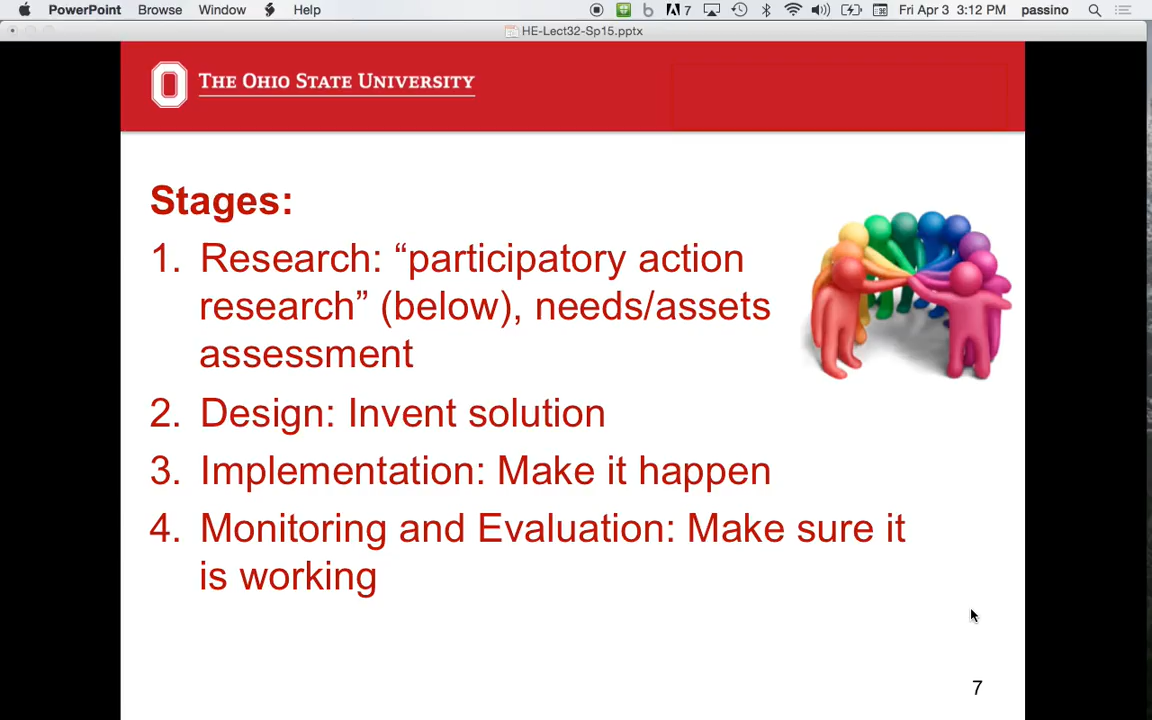 PowerPoint Browse Window Help 7 Fri Apr 3 3:12 PM passino
HE-Lect32-Sp15.pptx
THE OHIO STATE UNIVERSITY
Stages:
1. Research: “participatory action
research” (below), needs/assets
assessment
2. Design: Invent solution
3. Implementation: Make it happen
4. Monitoring and Evaluation: Make sure it
is working
7